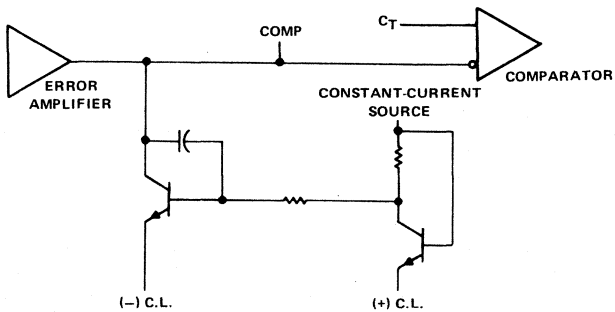 C_T
COMP
COMPARATOR
ERROR
AMPLIFIER
CONSTANT-CURRENT
SOURCE
(−) C.L.
(+) C.L.